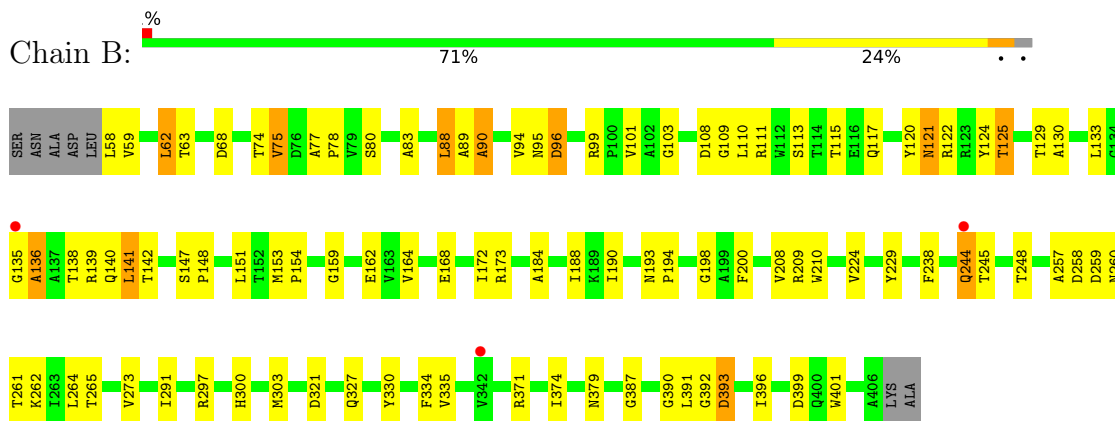 .%
Chain B:
71% 24% • •
SER ASN ALA ASP LEU L58 V59 L62 T63 D68 T74 V75 D76 A77 P78 V79 S80 A83 L88 A89 A90 V94 N95 D96 R99 P100 V101 A102 G103 D108 G109 L110 R111 W112 S113 T114 T115 E116 Q117 Y120 N121 R122 R123 Y124 T125 T129 A130 L133 G134
G135 A136 A137 T138 R139 Q140 L141 T142 S147 P148 L151 T152 M153 P154 G159 E162 V163 V164 E168 I172 R173 A184 I188 K189 I190 N193 P194 G198 A199 F200 V208 R209 W210 V224 Y229 F238 Q244 T245 T248 A257 D258 D259 N260
T261 K262 I263 L264 T265 V273 I291 R297 H300 M303 D321 Q327 Y330 F334 V335 V342 R371 I374 N379 G387 G390 L391 G392 D393 I396 D399 Q400 W401 A406 LYS ALA